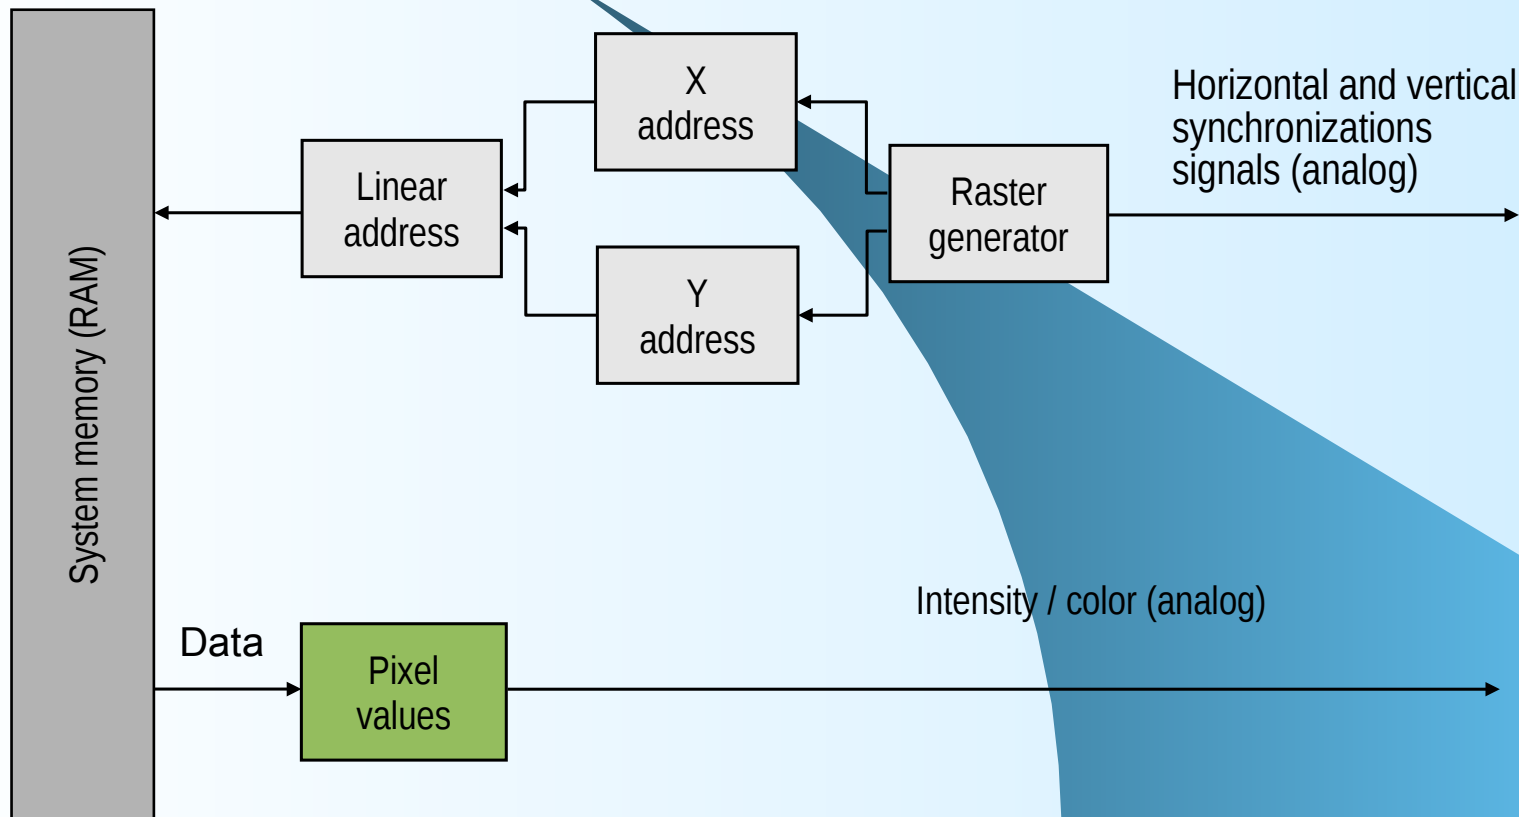 System memory (RAM)
Linear
address
X
address
Y
address
Raster
generator
Horizontal and vertical
synchronizations
signals (analog)
Data
Pixel
values
Intensity / color (analog)